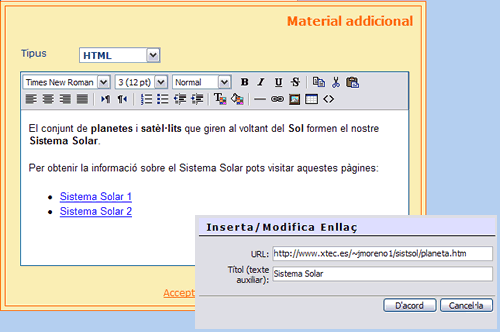 Material addicional
Tipus HTML
Times New Roman 3 (12 pt) Normal B I U S
El conjunt de planetes i satèl·lits que giren al voltant del Sol formen el nostre
Sistema Solar.
Per obtenir la informació sobre el Sistema Solar pots visitar aquestes pàgines:
Sistema Solar 1
Sistema Solar 2
Accept
Inserta/Modifica Enllaç
URL: http://www.xtec.es/~jmoreno1/sistsol/planeta.htm
Títol (texte
auxiliar): Sistema Solar
D'acord Cancel·la